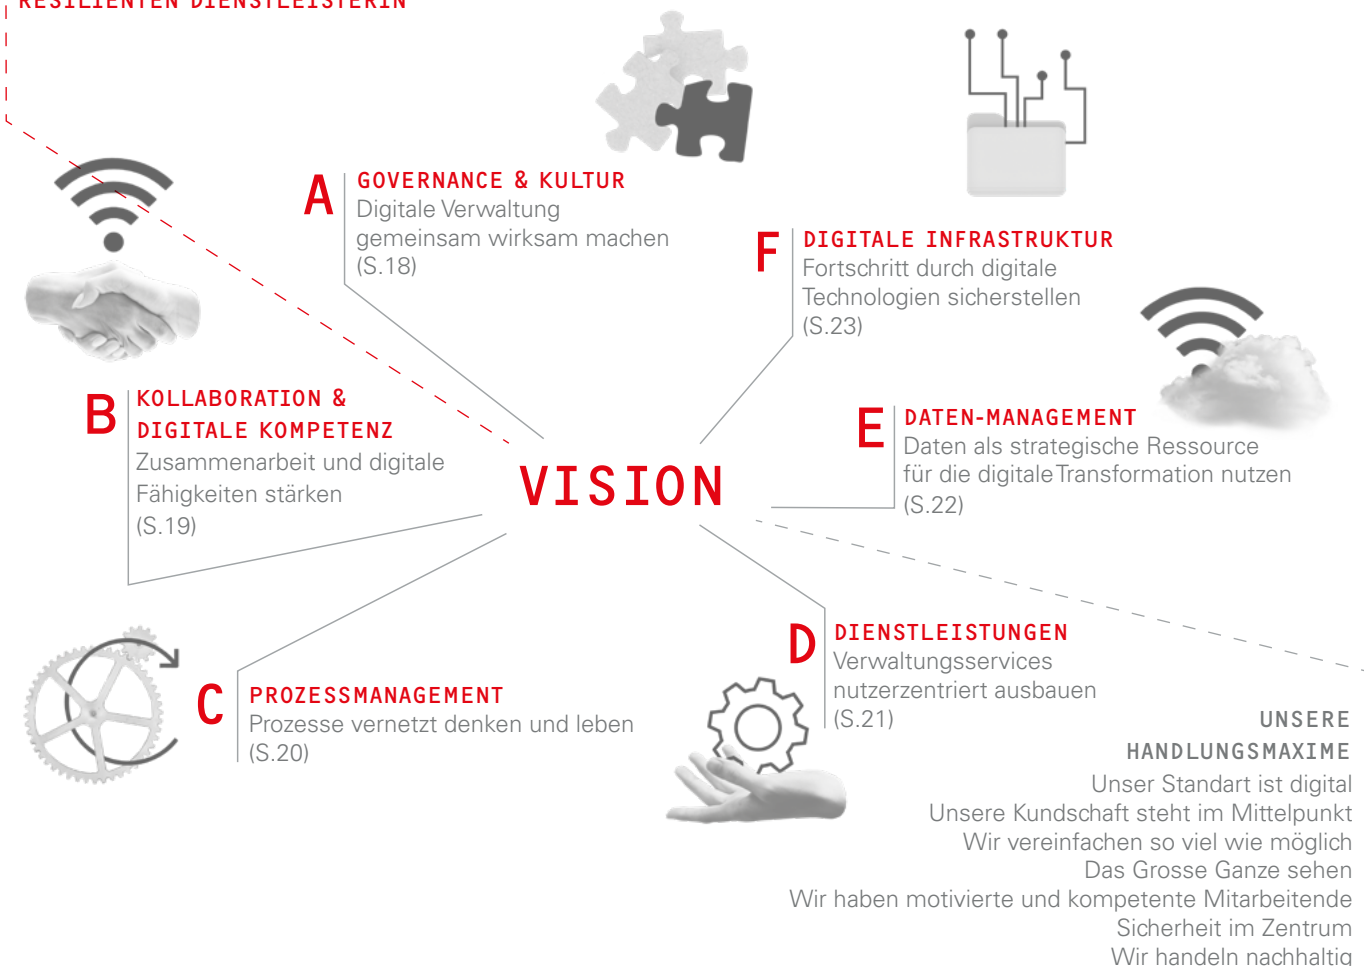 RESILIENTEN DIENSTLEISTERIN
A
GOVERNANCE & KULTUR
Digitale Verwaltung
gemeinsam wirksam machen
(S.18)
F
DIGITALE INFRASTRUKTUR
Fortschritt durch digitale
Technologien sicherstellen
(S.23)
B
KOLLABORATION &
DIGITALE KOMPETENZ
Zusammenarbeit und digitale
Fähigkeiten stärken
(S.19)
E
DATEN-MANAGEMENT
Daten als strategische Ressource
für die digitale Transformation nutzen
(S.22)
VISION
C
PROZESSMANAGEMENT
Prozesse vernetzt denken und leben
(S.20)
D
DIENSTLEISTUNGEN
Verwaltungsservices
nutzerzentriert ausbauen
(S.21)
UNSERE
HANDLUNGSMAXIME
Unser Standart ist digital
Unsere Kundschaft steht im Mittelpunkt
Wir vereinfachen so viel wie möglich
Das Grosse Ganze sehen
Wir haben motivierte und kompetente Mitarbeitende
Sicherheit im Zentrum
Wir handeln nachhaltig